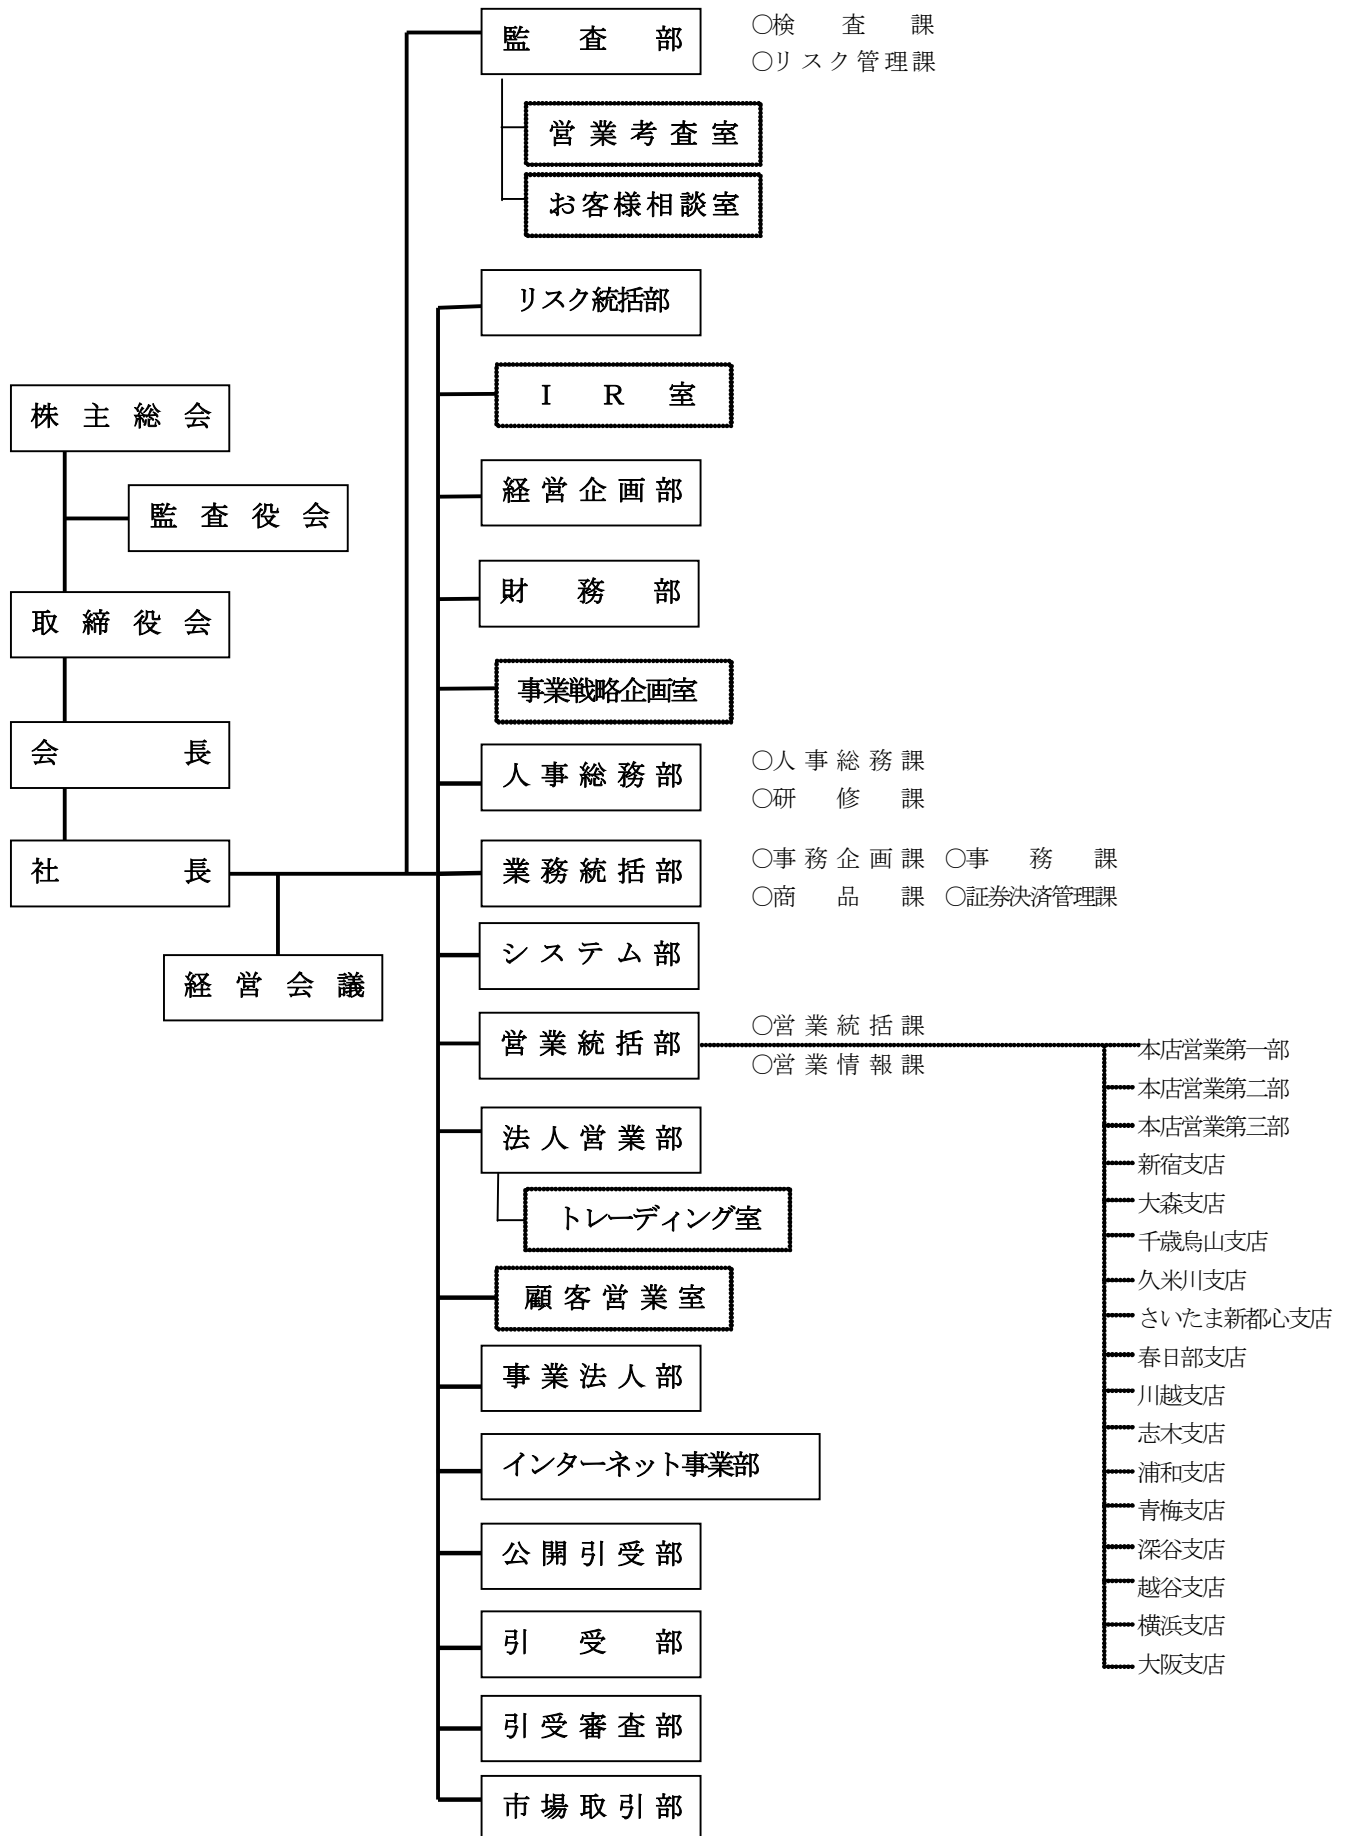 監査部
○検査課
○リスク管理課
営業考査室
お客様相談室
リスク統括部
ＩＲ室
株主総会
経営企画部
監査役会
財務部
取締役会
事業戦略企画室
会長
人事総務部
○人事総務課
○研修課
社長
業務統括部
○事務企画課 ○事務課
○商品課 ○証券決済管理課
経営会議
システム部
営業統括部
○営業統括課
○営業情報課
本店営業第一部
本店営業第二部
本店営業第三部
新宿支店
大森支店
千歳烏山支店
久米川支店
さいたま新都心支店
春日部支店
川越支店
志木支店
浦和支店
青梅支店
深谷支店
越谷支店
横浜支店
大阪支店
法人営業部
トレーディング室
顧客営業室
事業法人部
インターネット事業部
公開引受部
引受部
引受審査部
市場取引部